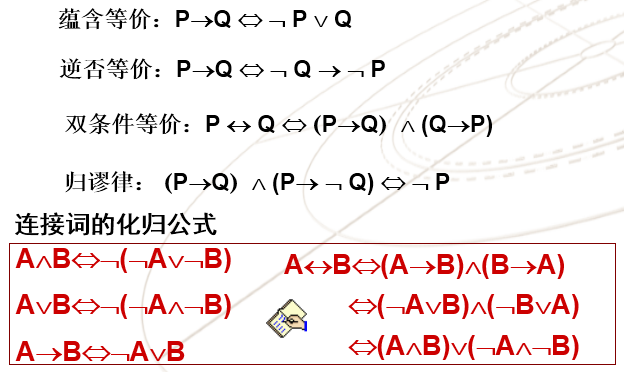 蕴含等价：P→Q ⇔ ¬ P ∨ Q
逆否等价：P→Q ⇔ ¬ Q → ¬ P
双条件等价：P ↔ Q ⇔ (P→Q) ∧ (Q→P)
归谬律： (P→Q) ∧ (P→ ¬ Q) ⇔ ¬ P
连接词的化归公式
A∧B⇔¬(¬A∨¬B)
A∨B⇔¬(¬A∧¬B)
A→B⇔¬A∨B
A↔B⇔(A→B)∧(B→A)
⇔(¬A∨B)∧(¬B∨A)
⇔(A∧B)∨(¬A∧¬B)